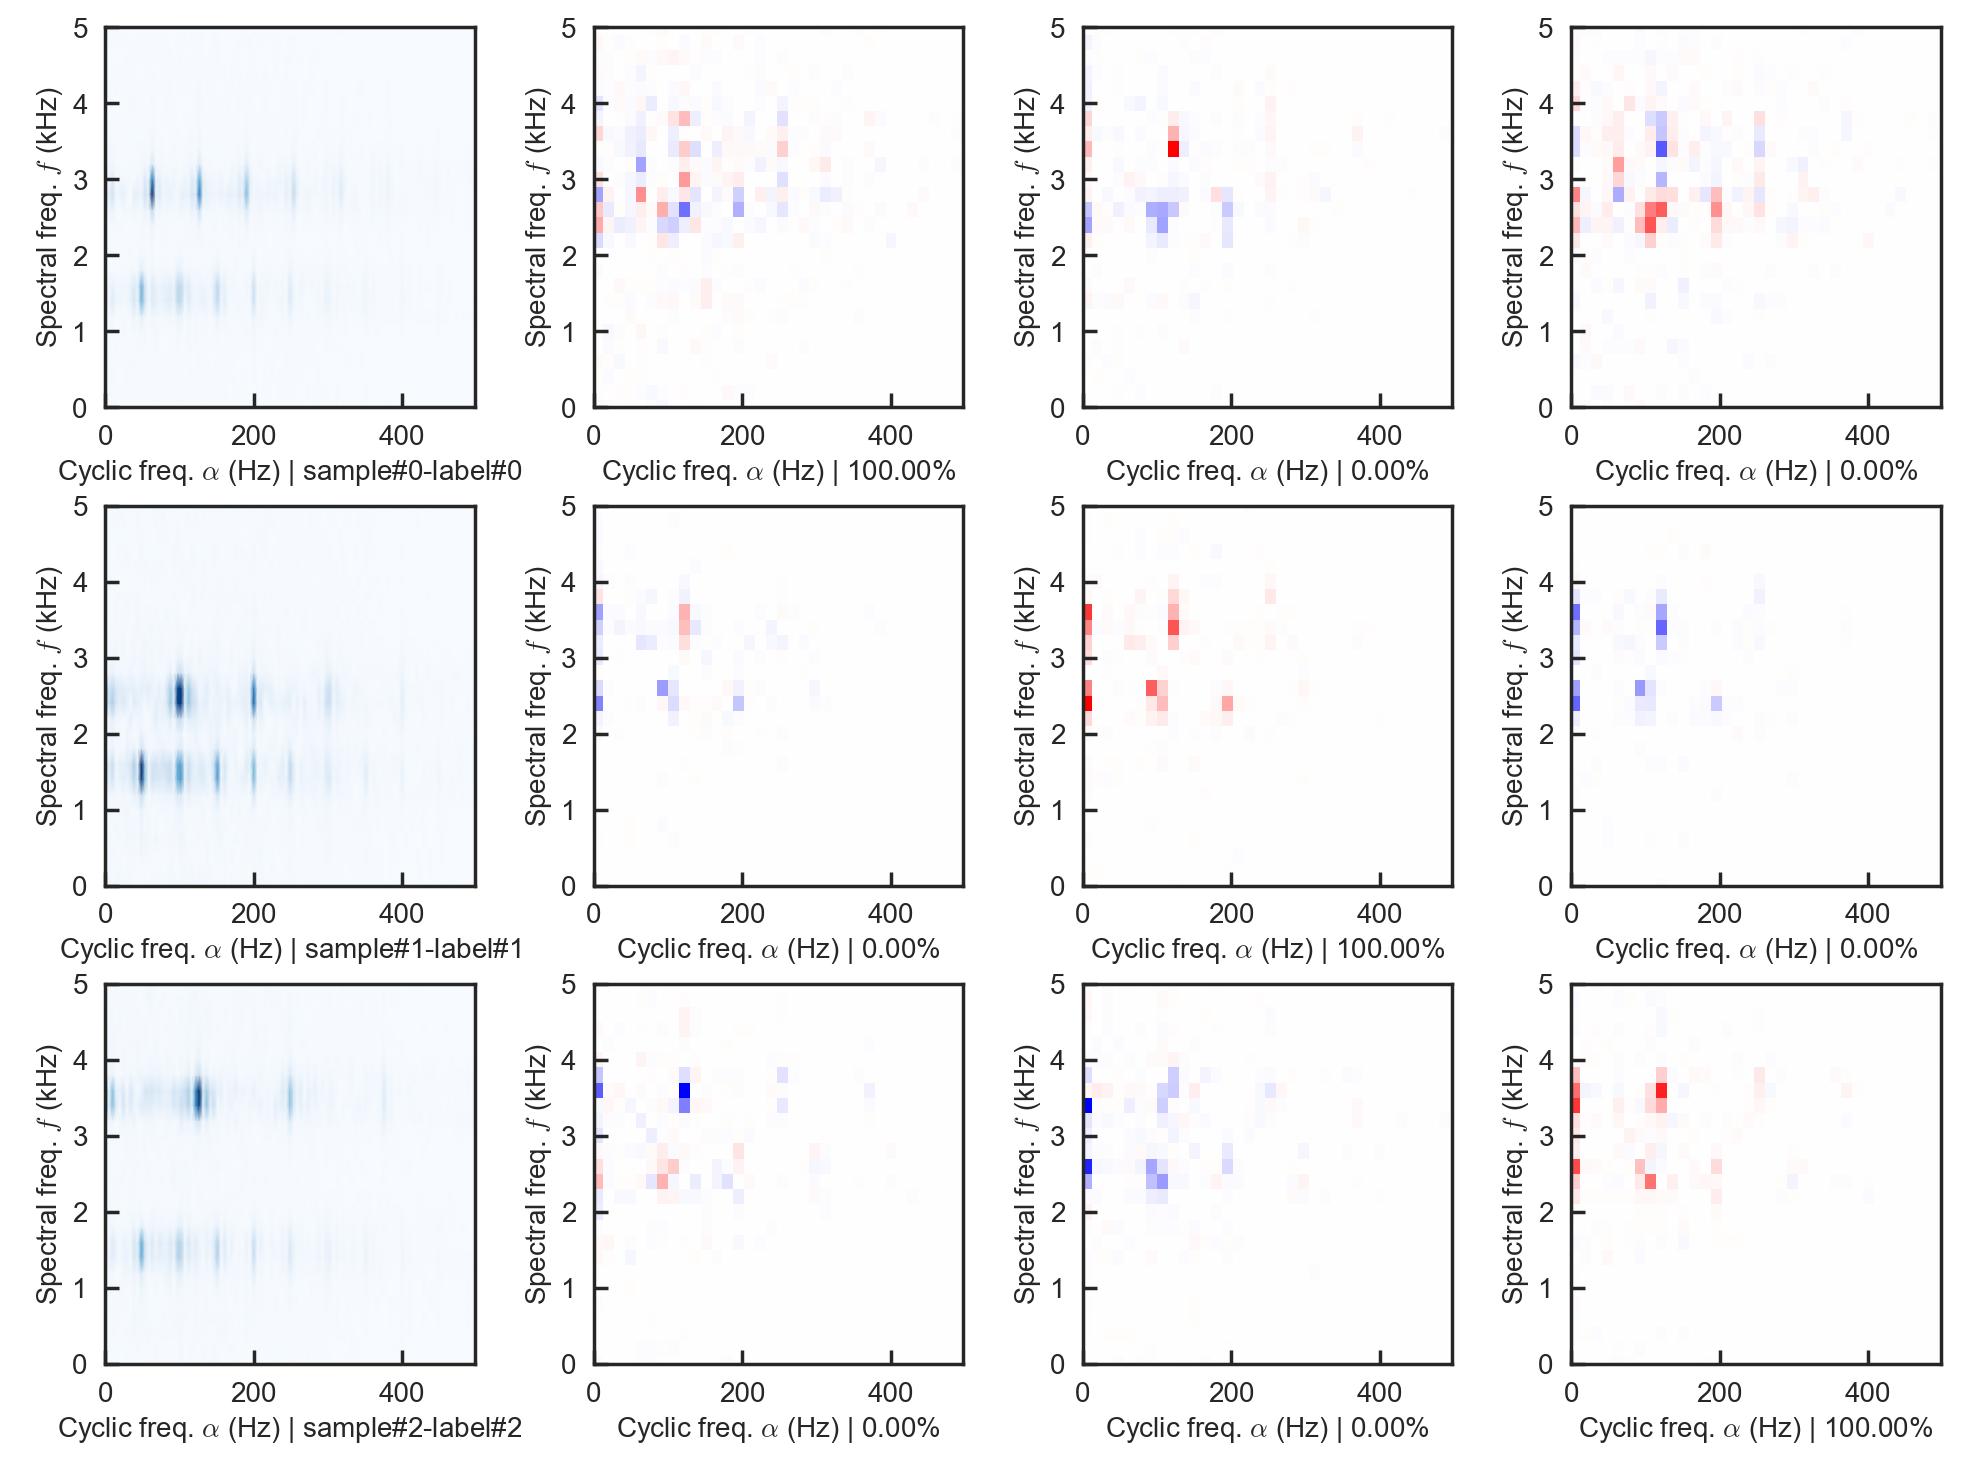 5 5 5 5
4 4 4 4
3 3 3 3
2 2 2 2
1 1 1 1
0 0 0 0
Spectral freq. f (kHz) Spectral freq. f (kHz) Spectral freq. f (kHz) Spectral freq. f (kHz)
0 200 400 0 200 400 0 200 400 0 200 400
Cyclic freq. α (Hz) | sample#0-label#0 Cyclic freq. α (Hz) | 100.00% Cyclic freq. α (Hz) | 0.00% Cyclic freq. α (Hz) | 0.00%
5 5 5 5
4 4 4 4
3 3 3 3
2 2 2 2
1 1 1 1
0 0 0 0
Spectral freq. f (kHz) Spectral freq. f (kHz) Spectral freq. f (kHz) Spectral freq. f (kHz)
0 200 400 0 200 400 0 200 400 0 200 400
Cyclic freq. α (Hz) | sample#1-label#1 Cyclic freq. α (Hz) | 0.00% Cyclic freq. α (Hz) | 100.00% Cyclic freq. α (Hz) | 0.00%
5 5 5 5
4 4 4 4
3 3 3 3
2 2 2 2
1 1 1 1
0 0 0 0
Spectral freq. f (kHz) Spectral freq. f (kHz) Spectral freq. f (kHz) Spectral freq. f (kHz)
0 200 400 0 200 400 0 200 400 0 200 400
Cyclic freq. α (Hz) | sample#2-label#2 Cyclic freq. α (Hz) | 0.00% Cyclic freq. α (Hz) | 0.00% Cyclic freq. α (Hz) | 100.00%